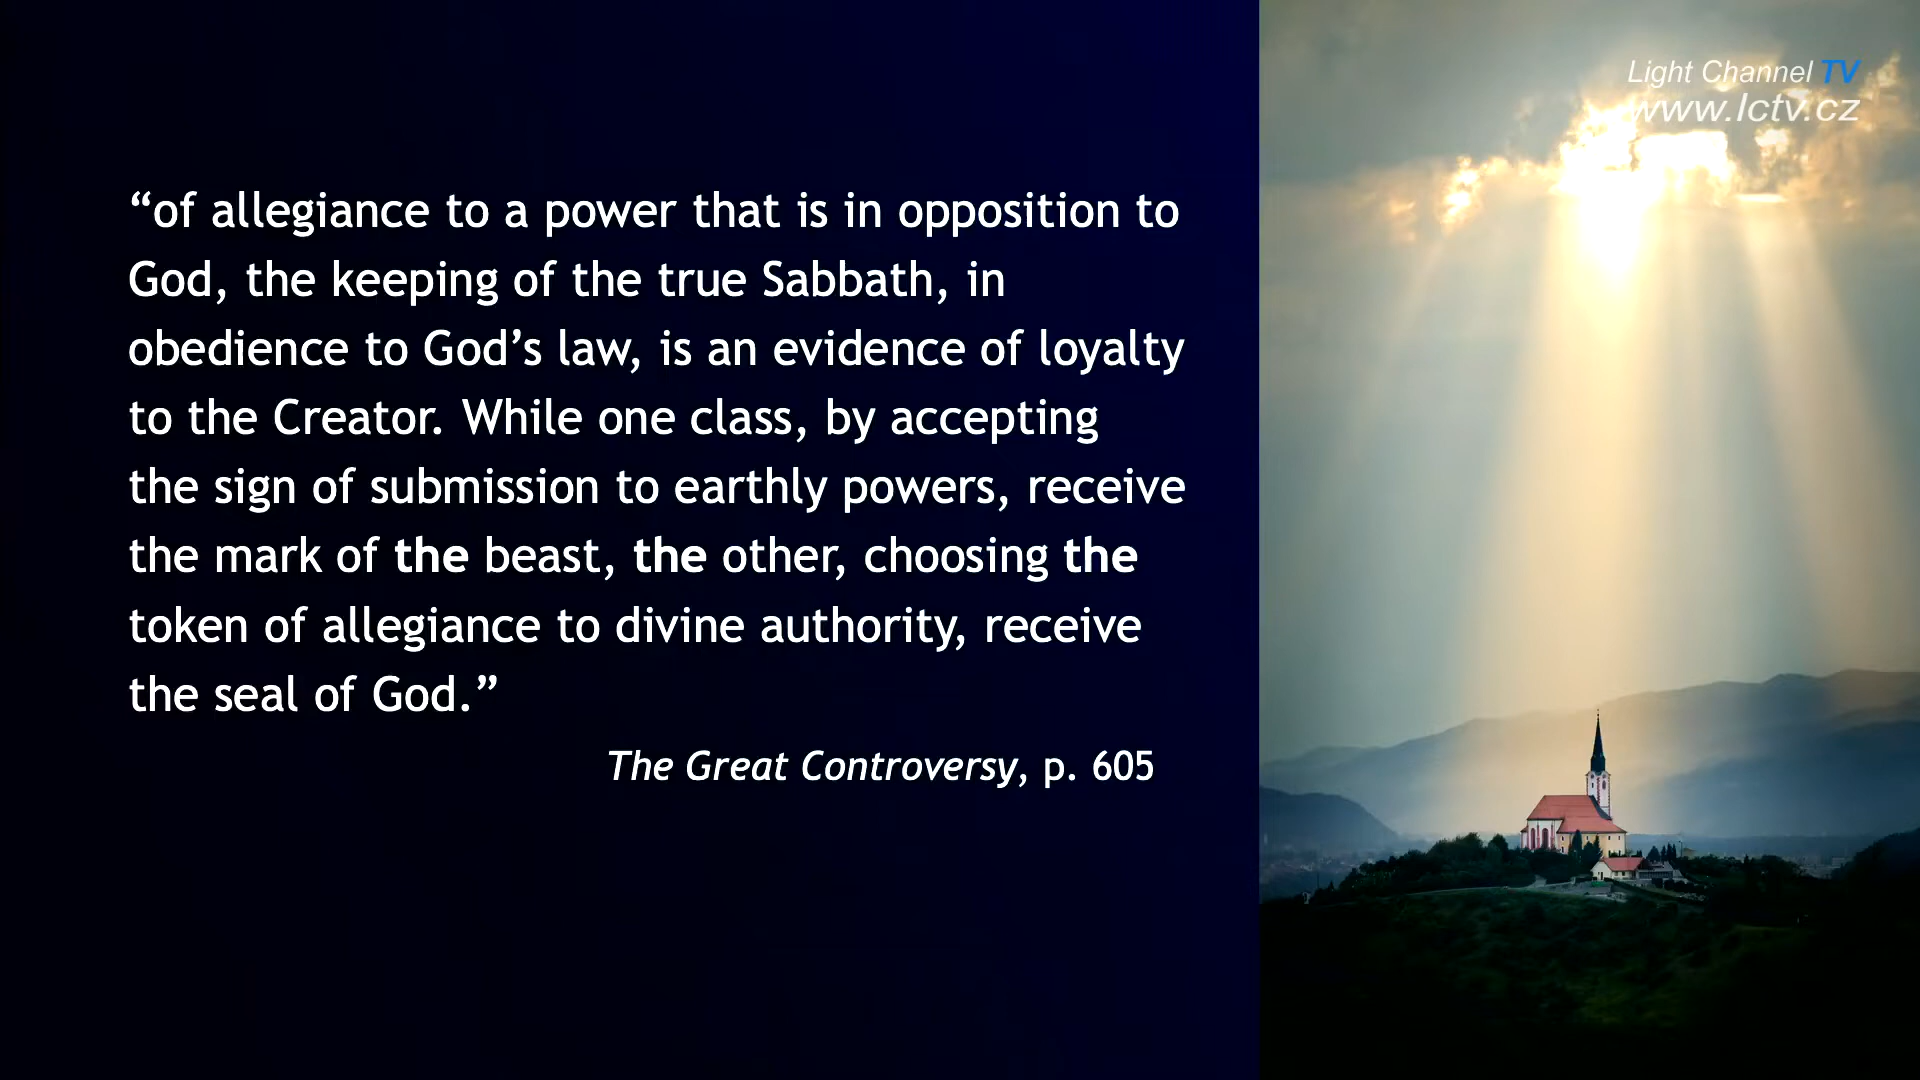 “of allegiance to a power that is in opposition to
God, the keeping of the true Sabbath, in
obedience to God’s law, is an evidence of loyalty
to the Creator. While one class, by accepting
the sign of submission to earthly powers, receive
the mark of the beast, the other, choosing the
token of allegiance to divine authority, receive
the seal of God.”
The Great Controversy, p. 605
Light Channel TV
www.lctv.cz